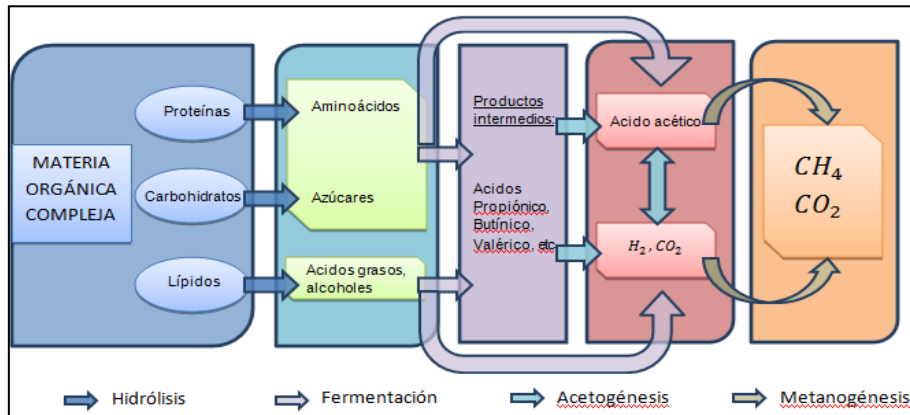 MATERIA
ORGÁNICA
COMPLEJA
Proteínas
Carbohidratos
Lípidos
Aminoácidos
Azúcares
Acidos grasos,
alcoholes
Productos
intermedios:
Acidos
Propiónico,
Butínico,
Valérico, etc
Acido acético
H₂, CO₂
CH₄
CO₂
Hidrólisis
Fermentación
Acetogénesis
Metanogénesis